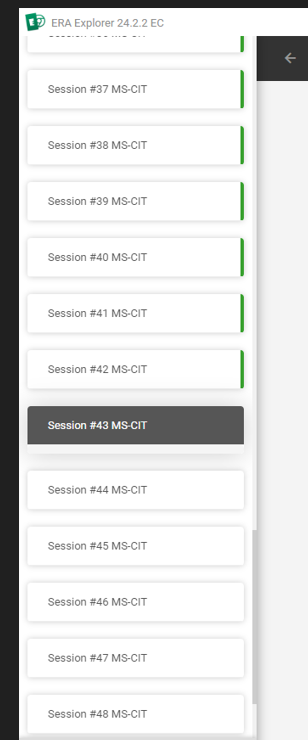 ERA Explorer 24.2.2 EC
Session #37 MS-CIT
Session #38 MS-CIT
Session #39 MS-CIT
Session #40 MS-CIT
Session #41 MS-CIT
Session #42 MS-CIT
Session #43 MS-CIT
Session #44 MS-CIT
Session #45 MS-CIT
Session #46 MS-CIT
Session #47 MS-CIT
Session #48 MS-CIT